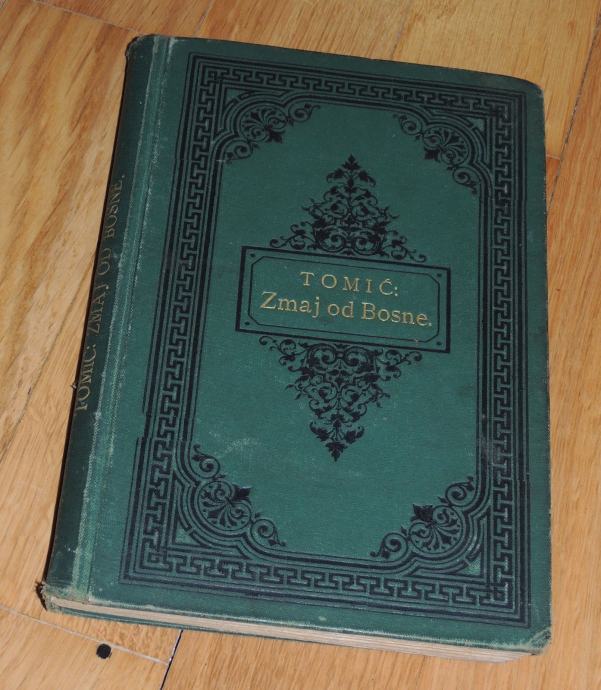 TOMIĆ:
Zmaj od Bosne.
TOMIĆ: ZMAJ OD BOSNE.